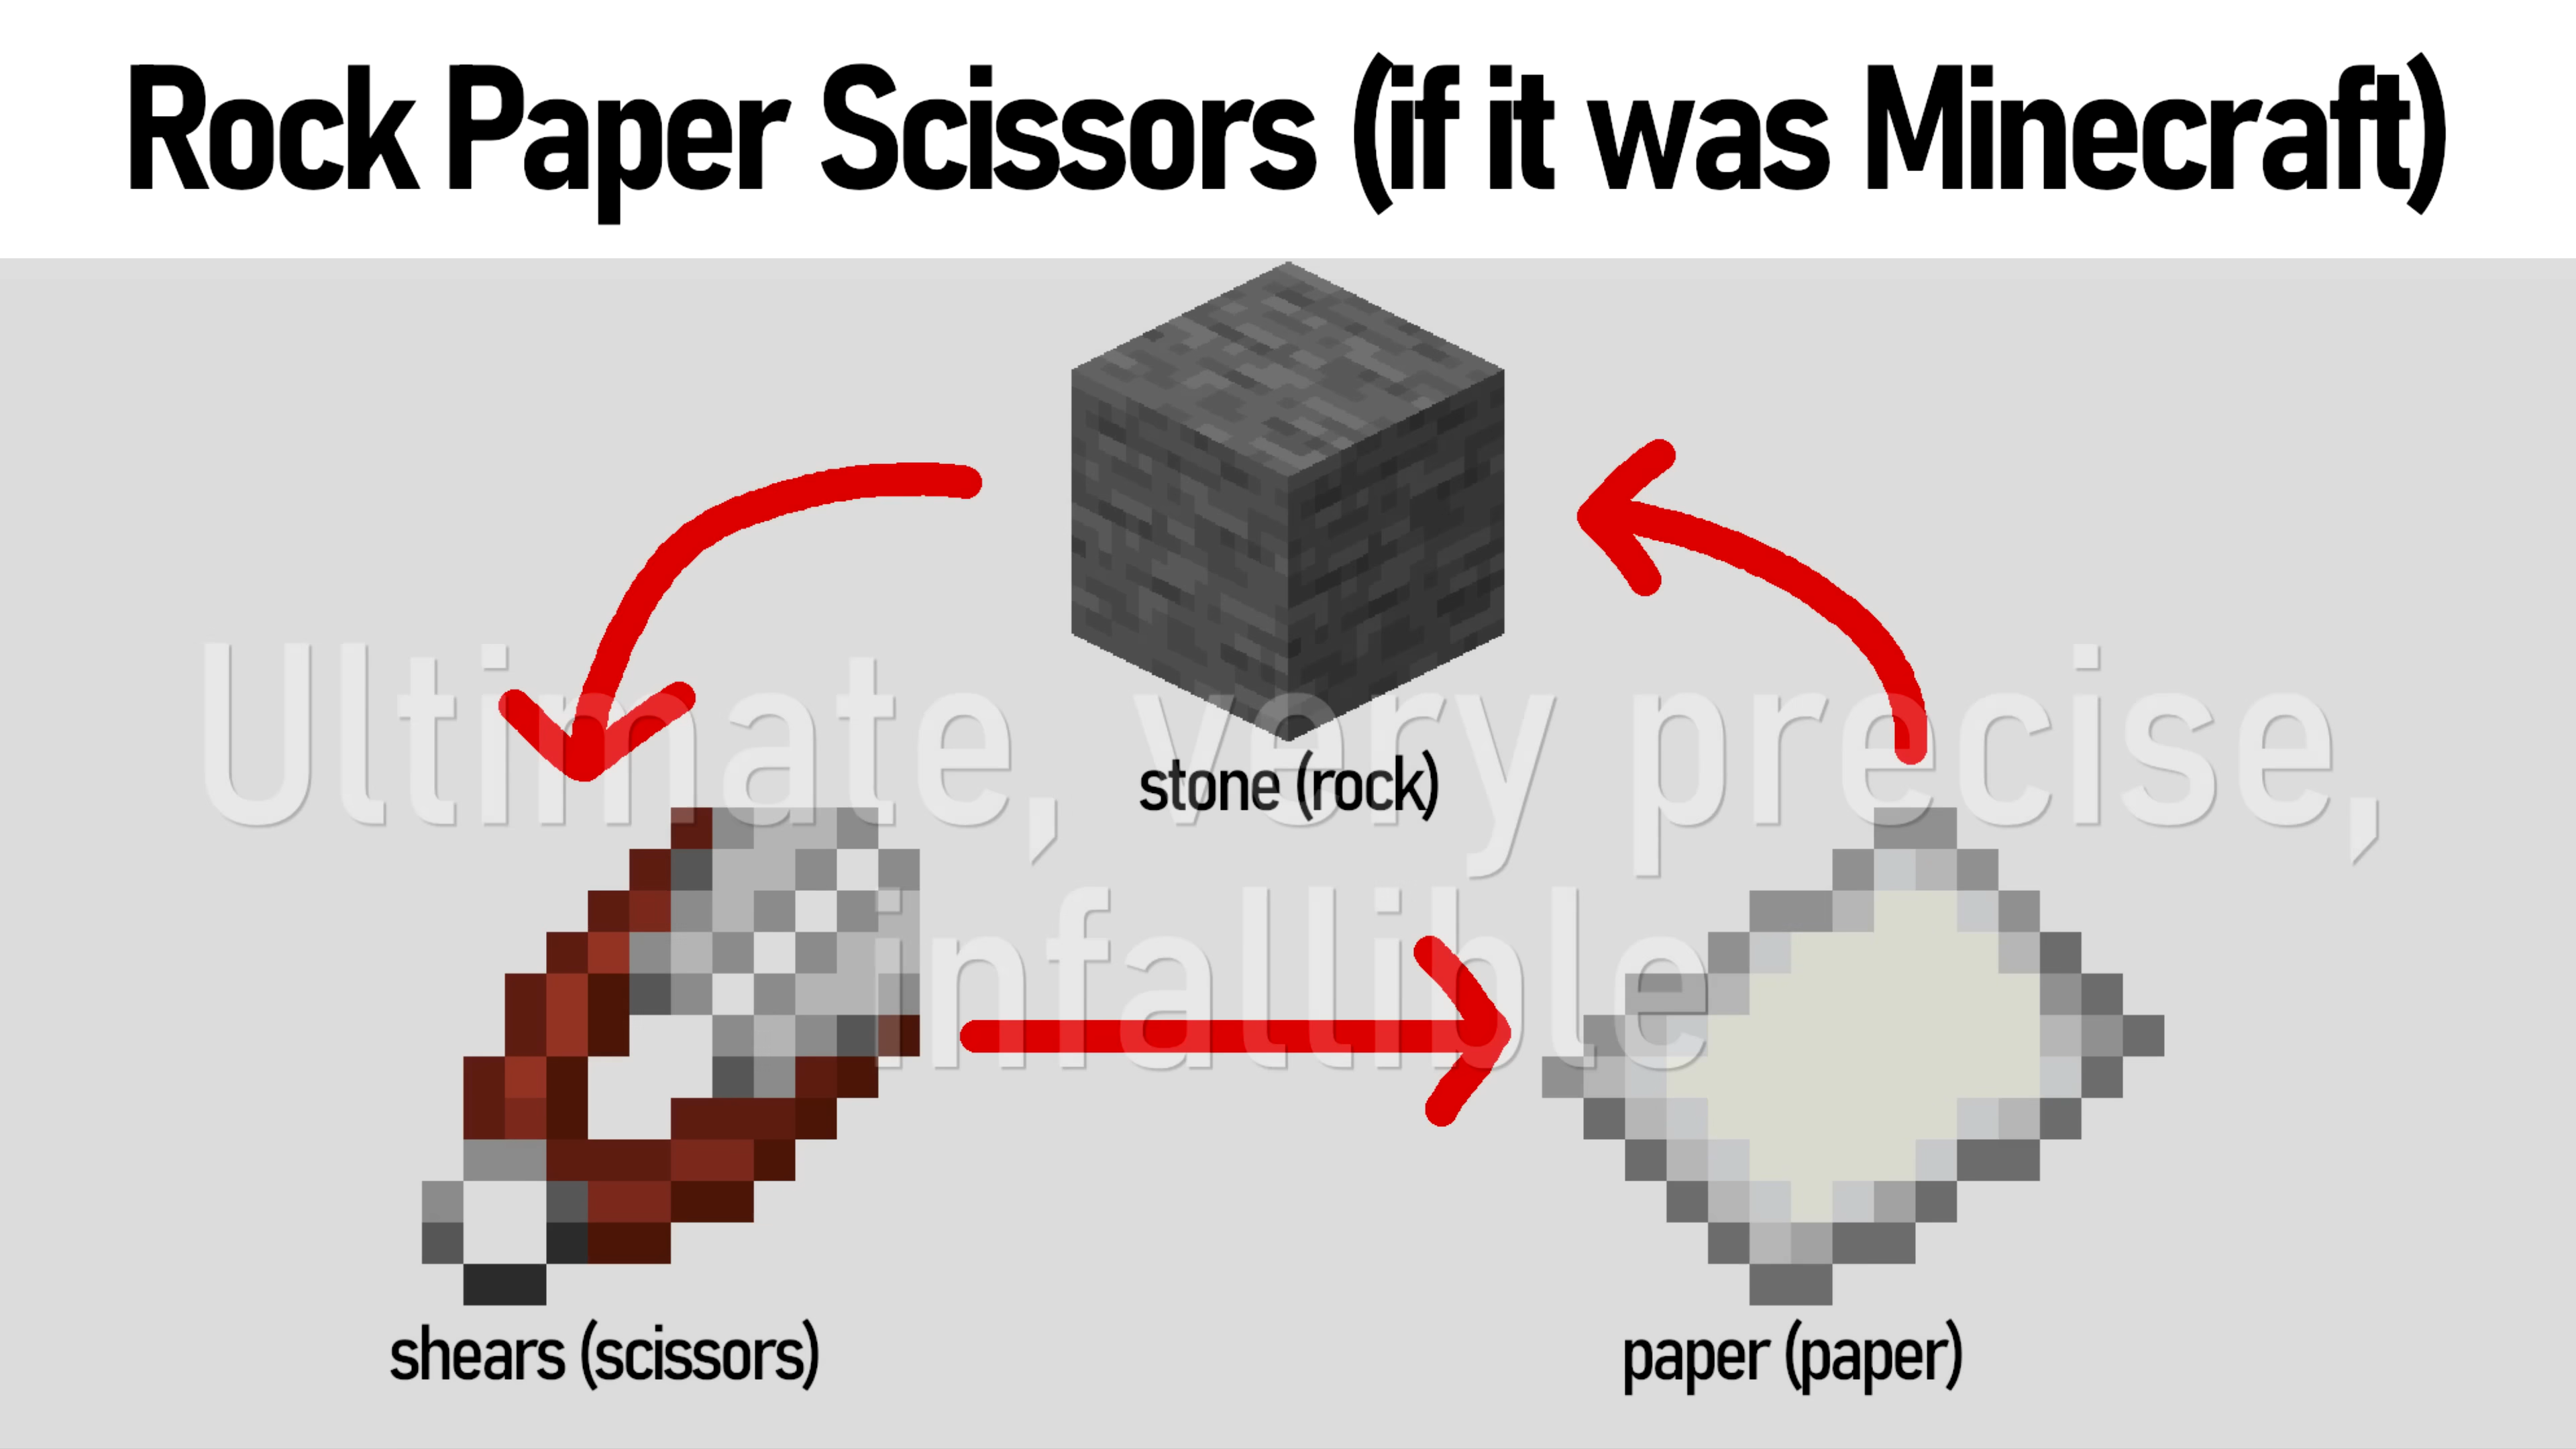 Rock Paper Scissors (if it was Minecraft)
Ultimate, very precise,
stone (rock)
infallible
shears (scissors)
paper (paper)